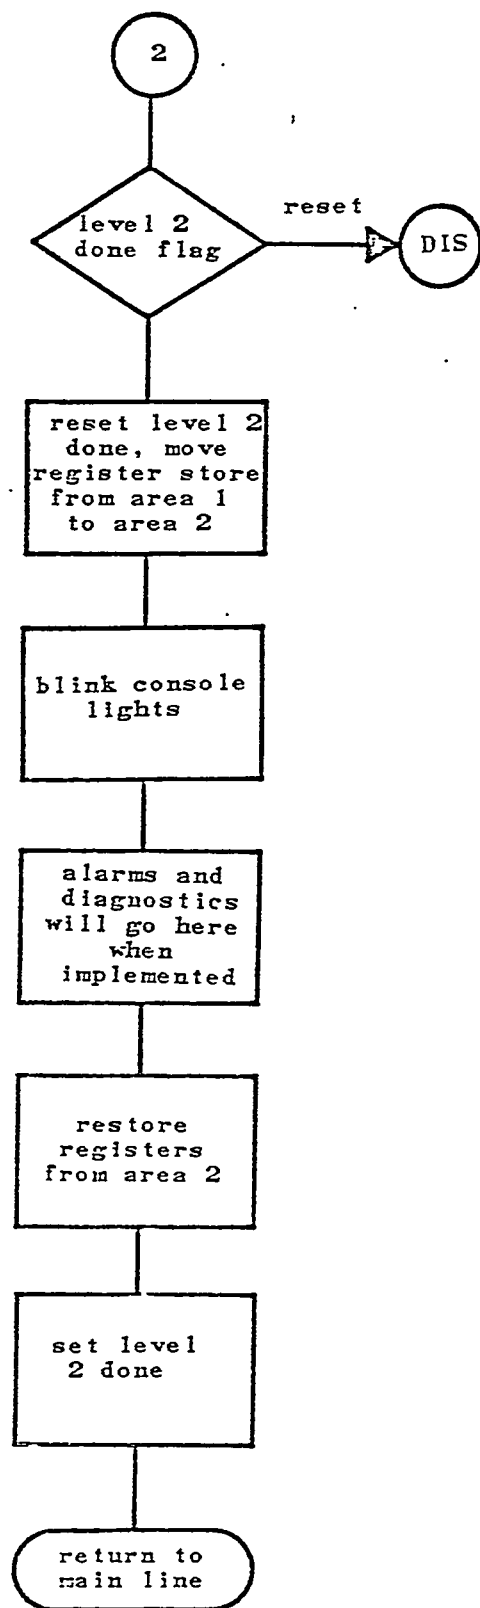 2
level 2
done flag
reset
DIS
reset level 2
done, move
register store
from area 1
to area 2
blink console
lights
alarms and
diagnostics
will go here
when
implemented
restore
registers
from area 2
set level
2 done
return to
main line